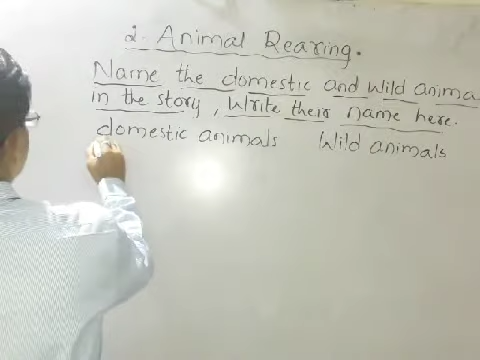 2. Animal Rearing.
Name the domestic and Wild anima
in the story, Write their name here.
domestic animals Wild animals